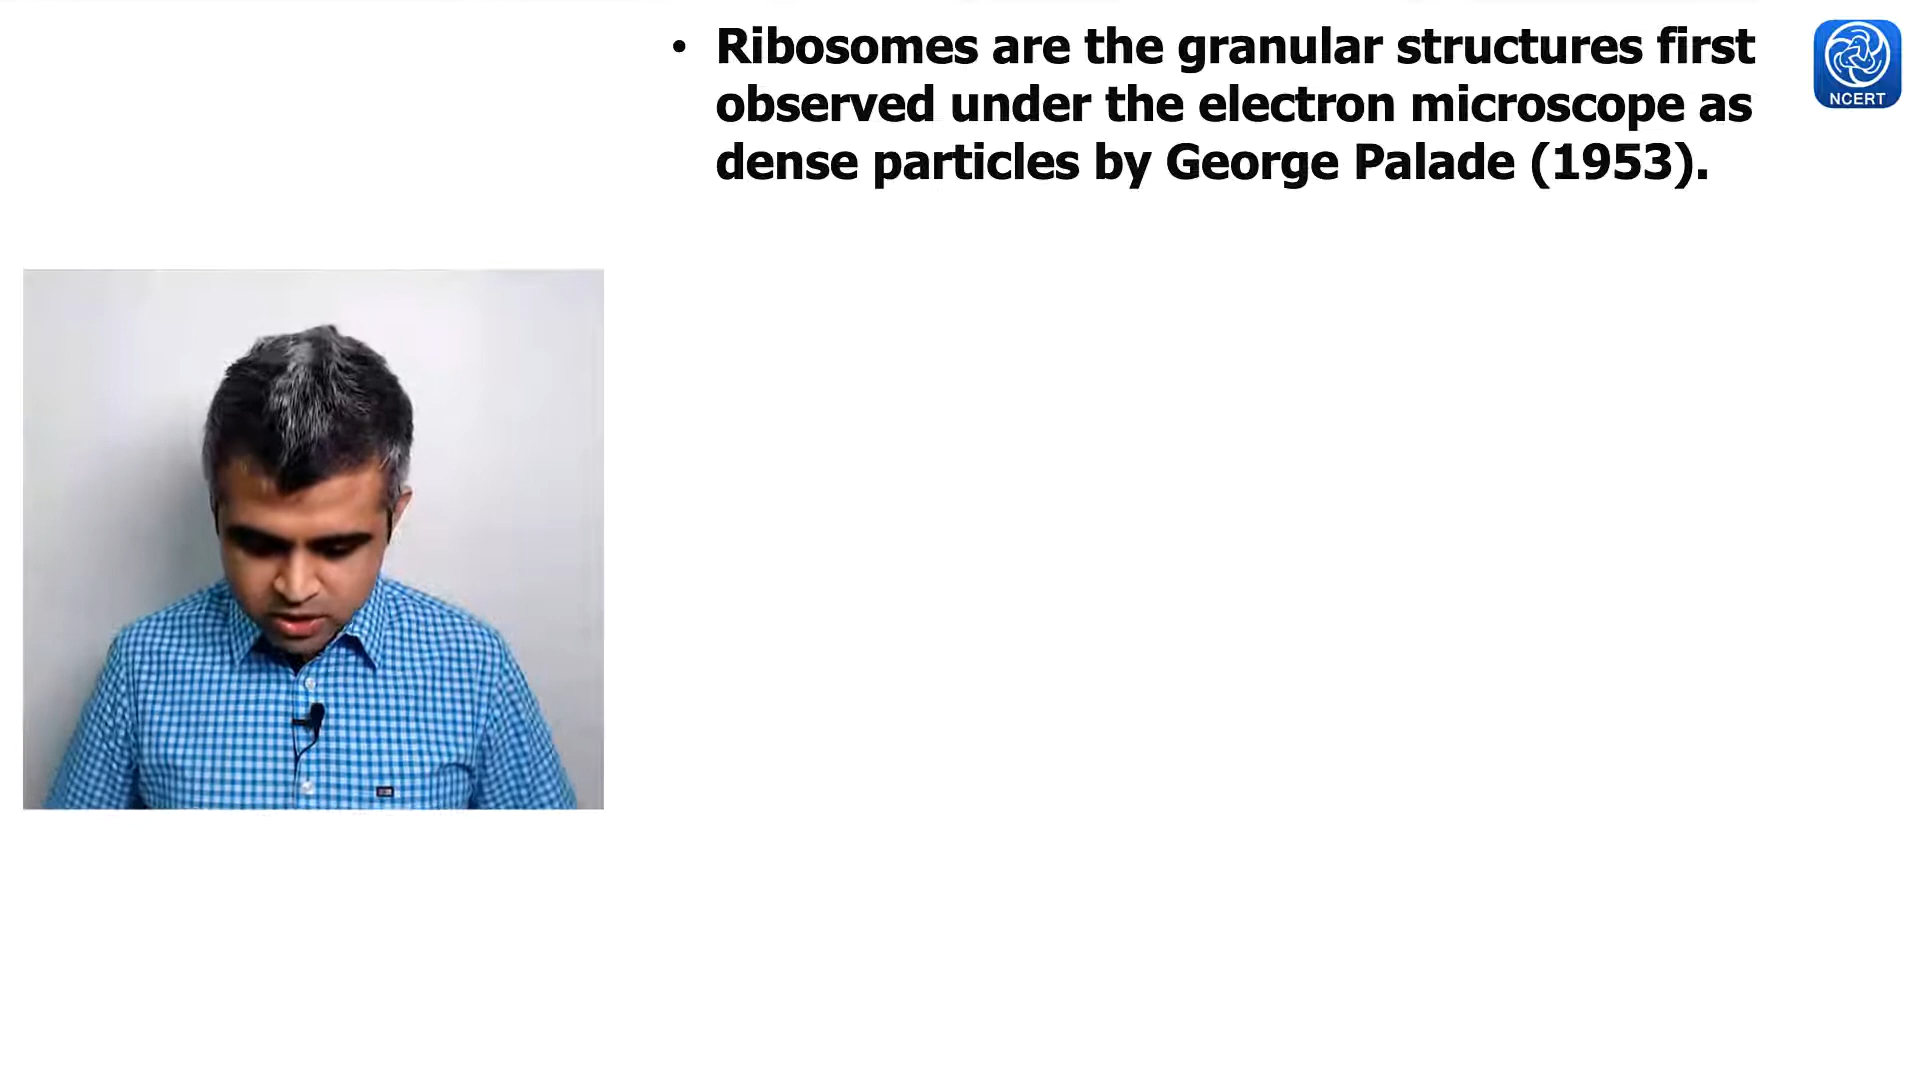 • Ribosomes are the granular structures first
observed under the electron microscope as
dense particles by George Palade (1953).
NCERT